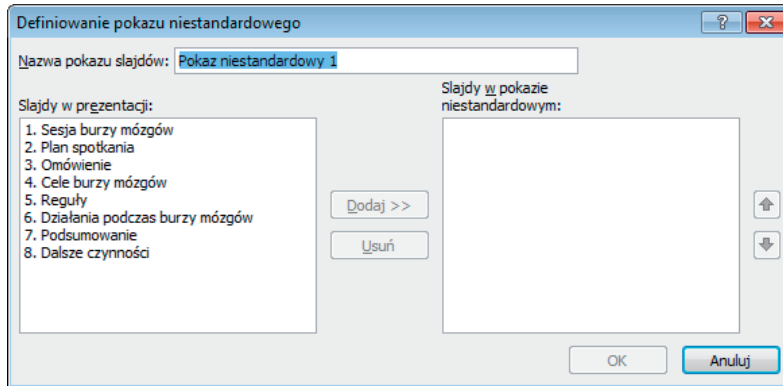 Definiowanie pokazu niestandardowego
Nazwa pokazu slajdów: Pokaz niestandardowy 1
Slajdy w prezentacji:
1. Sesja burzy mózgów
2. Plan spotkania
3. Omówienie
4. Cele burzy mózgów
5. Reguły
6. Działania podczas burzy mózgów
7. Podsumowanie
8. Dalsze czynności
Dodaj >>
Usuń
Slajdy w pokazie
niestandardowym:
OK
Anuluj